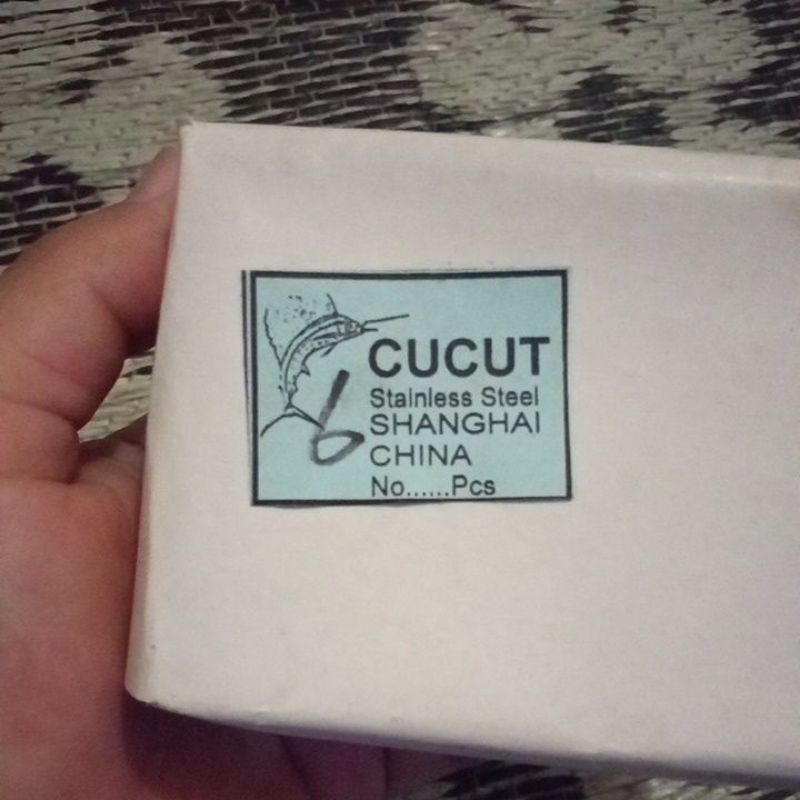 CUCUT
Stainless Steel
SHANGHAI
6
CHINA
No......Pcs